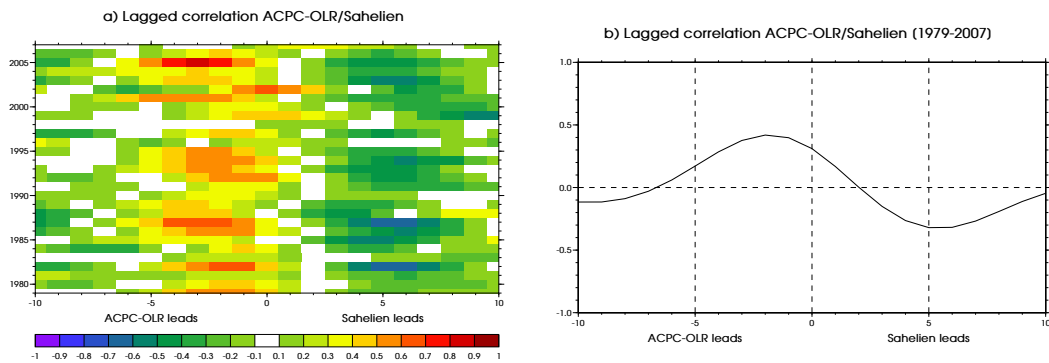 a) Lagged correlation ACPC-OLR/Sahelien
2005
2000
1995
1990
1985
1980
-10 -5 0 5 10
ACPC-OLR leads Sahelien leads
-1 -0.9 -0.8 -0.7 -0.6 -0.5 -0.4 -0.3 -0.2 -0.1 0.1 0.2 0.3 0.4 0.5 0.6 0.7 0.8 0.9 1
b) Lagged correlation ACPC-OLR/Sahelien (1979-2007)
1.0
0.5
0.0
-0.5
-1.0
-10 -5 0 5 10
ACPC-OLR leads Sahelien leads